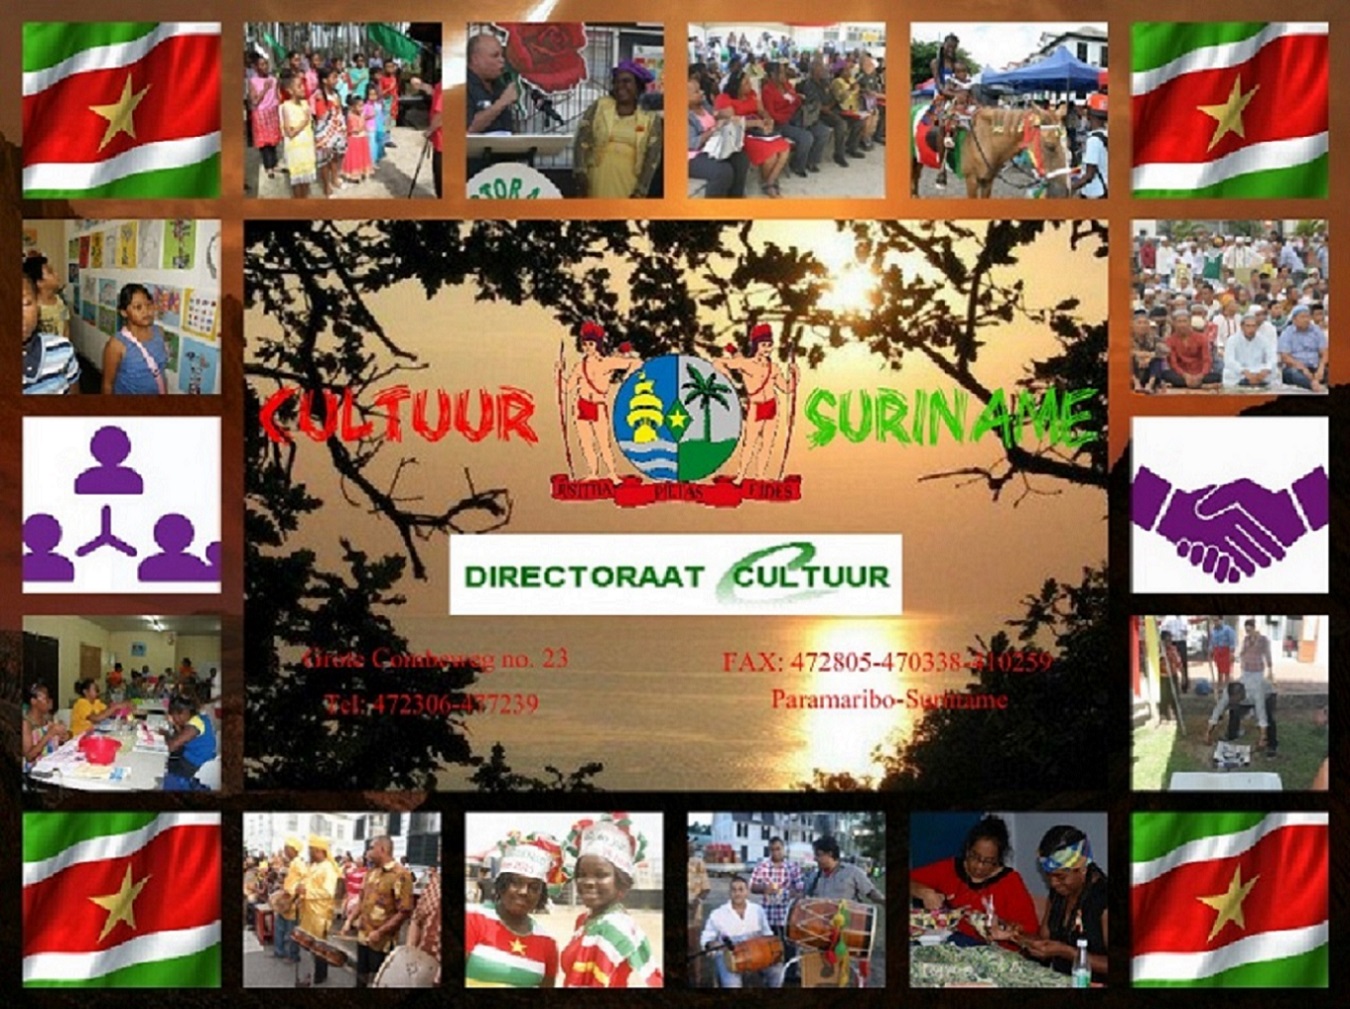 CULTUUR
SURINAME
JUSTITIA PIETAS FIDES
DIRECTORAAT CULTUUR
Grote Combeweg no. 23
FAX: 472805-470338-410259
Tel: 472306-477239
Paramaribo-Suriname